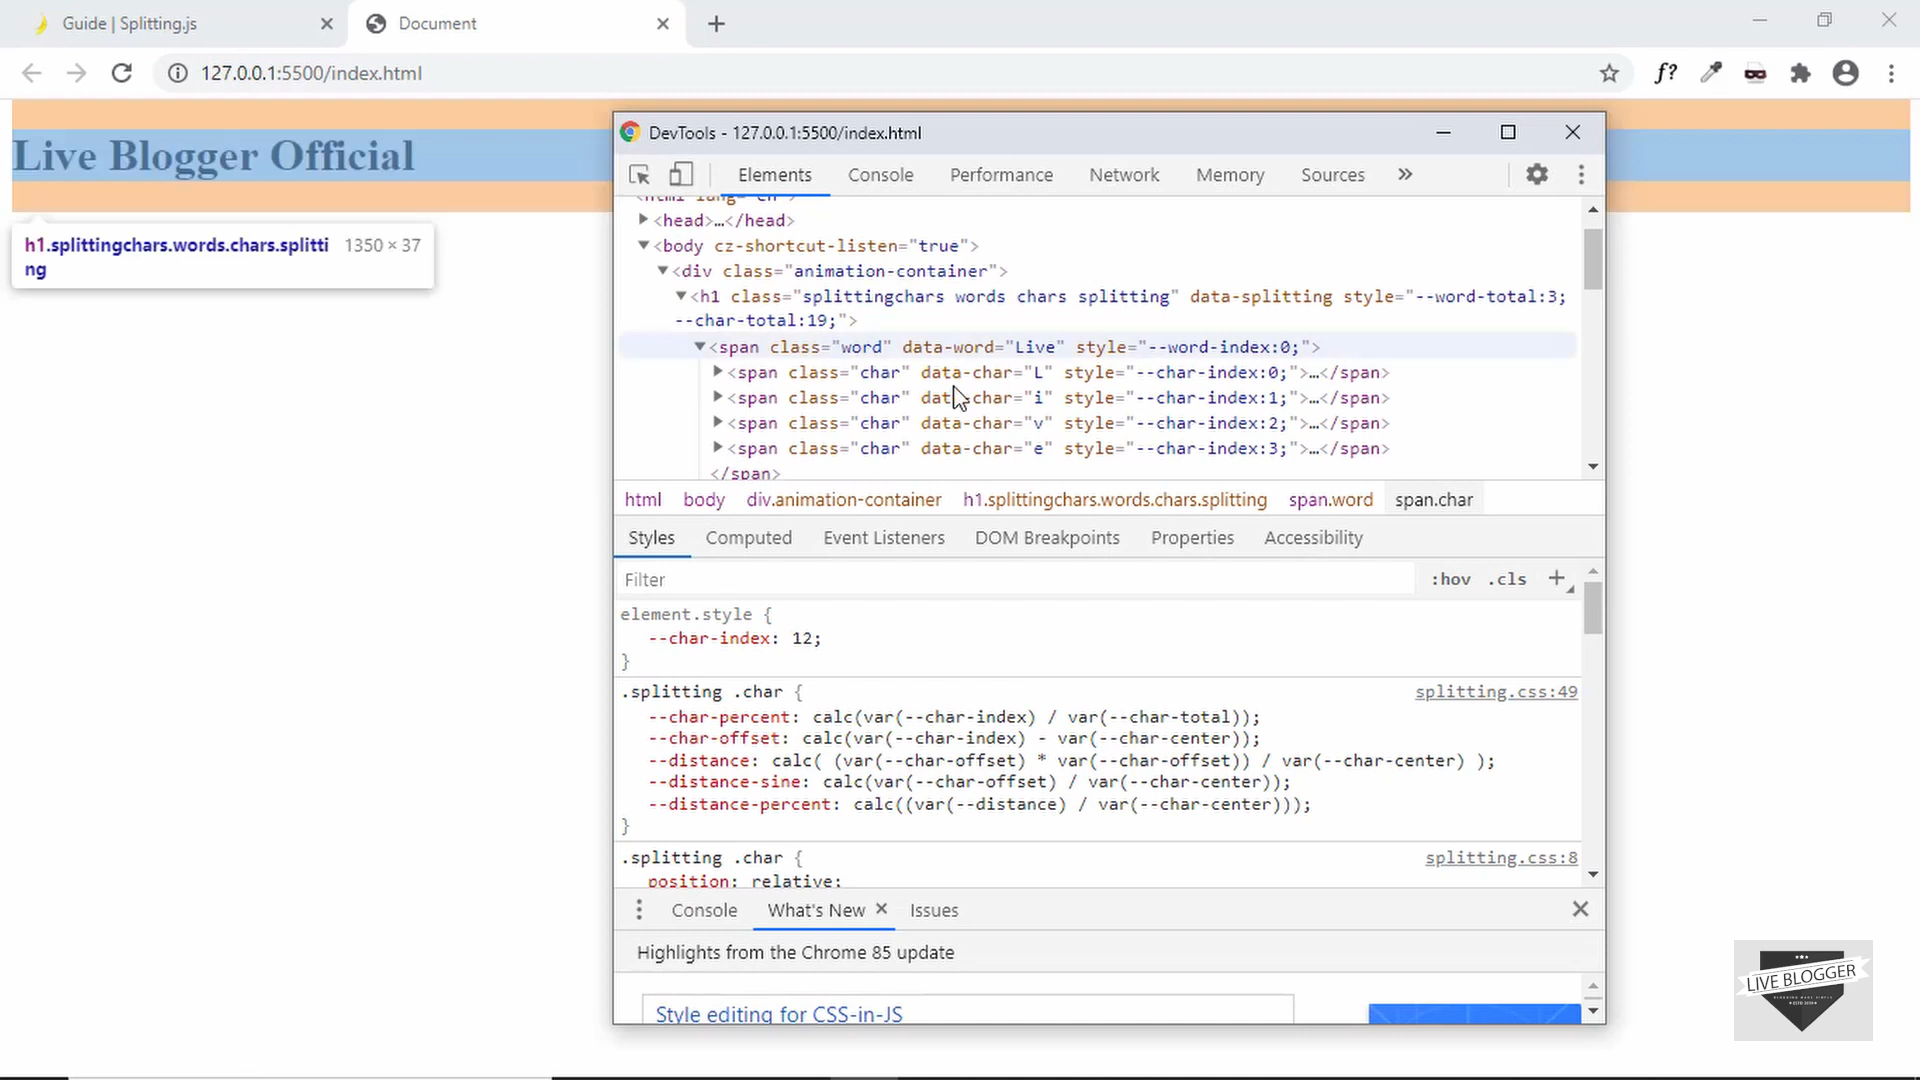 Guide | Splitting.js
Document
127.0.0.1:5500/index.html
f?
Live Blogger Official
h1.splittingchars.words.chars.splitti
ng
1350 × 37
DevTools - 127.0.0.1:5500/index.html
Elements Console Performance Network Memory Sources »
<html lang="en">
<head>…</head>
<body cz-shortcut-listen="true">
<div class="animation-container">
<h1 class="splittingchars words chars splitting" data-splitting style="--word-total:3;
--char-total:19;">
<span class="word" data-word="Live" style="--word-index:0;">
<span class="char" data-char="L" style="--char-index:0;">…</span>
<span class="char" data-char="i" style="--char-index:1;">…</span>
<span class="char" data-char="v" style="--char-index:2;">…</span>
<span class="char" data-char="e" style="--char-index:3;">…</span>
</span>
html body div.animation-container h1.splittingchars.words.chars.splitting span.word span.char
Styles Computed Event Listeners DOM Breakpoints Properties Accessibility
Filter :hov .cls +
element.style {
--char-index: 12;
}
.splitting .char { splitting.css:49
--char-percent: calc(var(--char-index) / var(--char-total));
--char-offset: calc(var(--char-index) - var(--char-center));
--distance: calc( (var(--char-offset) * var(--char-offset)) / var(--char-center) );
--distance-sine: calc(var(--char-offset) / var(--char-center));
--distance-percent: calc((var(--distance) / var(--char-center)));
}
.splitting .char { splitting.css:8
position: relative;
Console What's New Issues
Highlights from the Chrome 85 update
Style editing for CSS-in-JS
LIVE BLOGGER